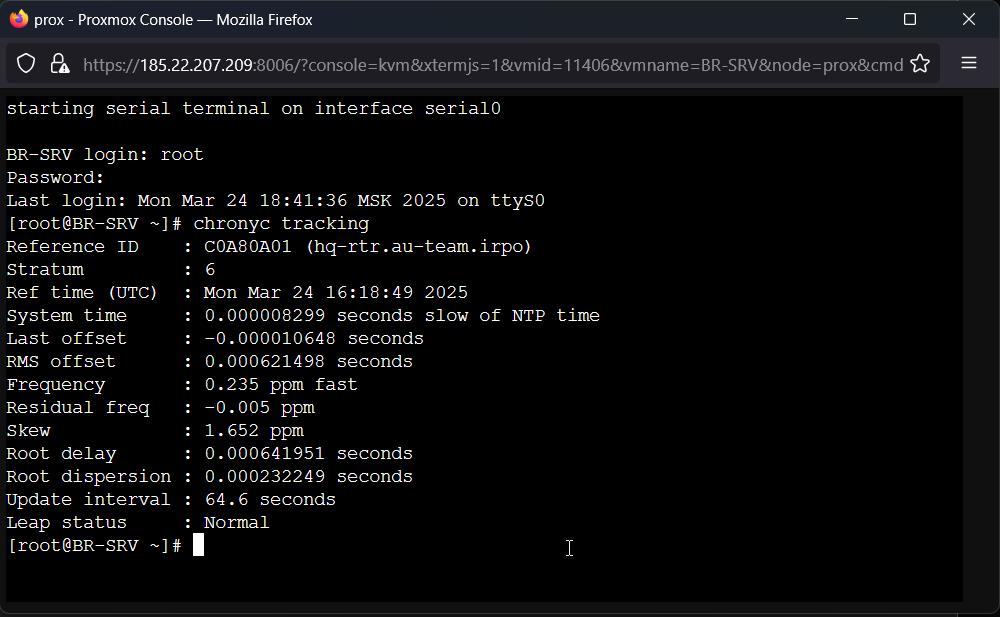 prox - Proxmox Console — Mozilla Firefox
https://185.22.207.209:8006/?console=kvm&xtermjs=1&vmid=11406&vmname=BR-SRV&node=prox&cmd
starting serial terminal on interface serial0
BR-SRV login: root
Password:
Last login: Mon Mar 24 18:41:36 MSK 2025 on ttyS0
[root@BR-SRV ~]# chronyc tracking
Reference ID    : C0A80A01 (hq-rtr.au-team.irpo)
Stratum         : 6
Ref time (UTC)  : Mon Mar 24 16:18:49 2025
System time     : 0.000008299 seconds slow of NTP time
Last offset     : -0.000010648 seconds
RMS offset      : 0.000621498 seconds
Frequency       : 0.235 ppm fast
Residual freq   : -0.005 ppm
Skew            : 1.652 ppm
Root delay      : 0.000641951 seconds
Root dispersion : 0.000232249 seconds
Update interval : 64.6 seconds
Leap status     : Normal
[root@BR-SRV ~]#